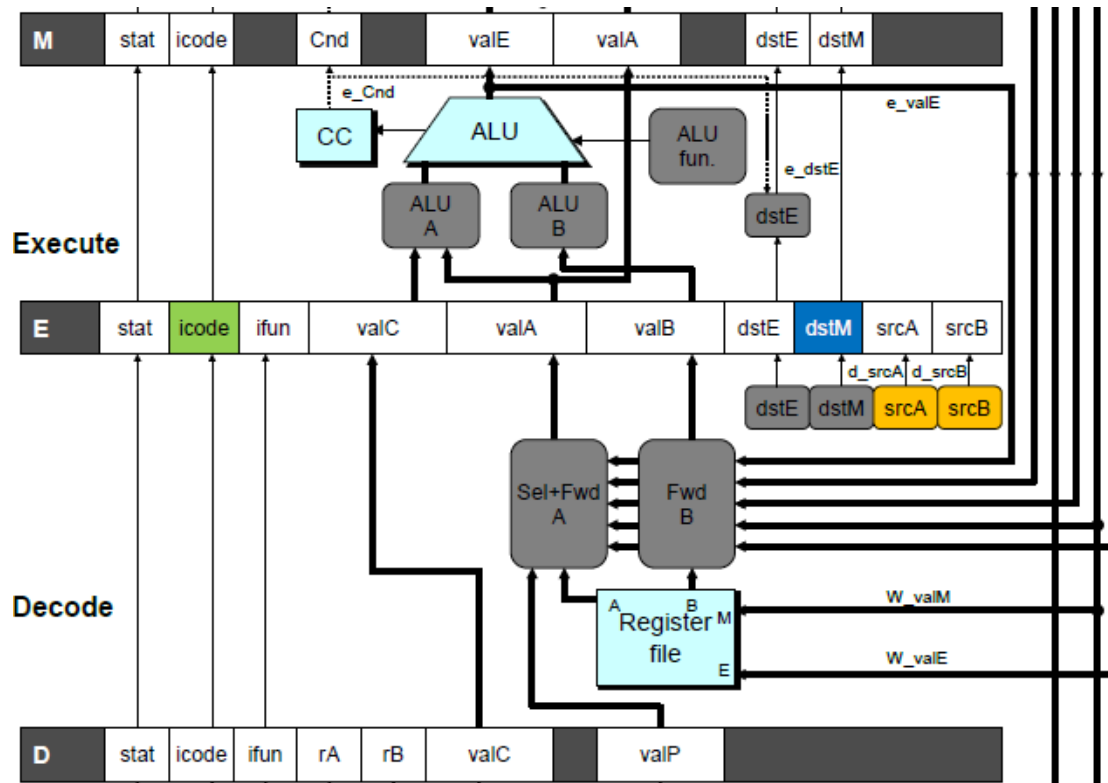 M stat icode Cnd valE valA dstE dstM
e_Cnd
e_valE
CC
ALU
ALU
fun.
e_dstE
ALU
A
ALU
B
dstE
Execute
E stat icode ifun valC valA valB dstE dstM srcA srcB
d_srcA d_srcB
dstE dstM srcA srcB
Sel+Fwd
A
Fwd
B
Decode
A B M
Register
file
E
W_valM
W_valE
D stat icode ifun rA rB valC valP